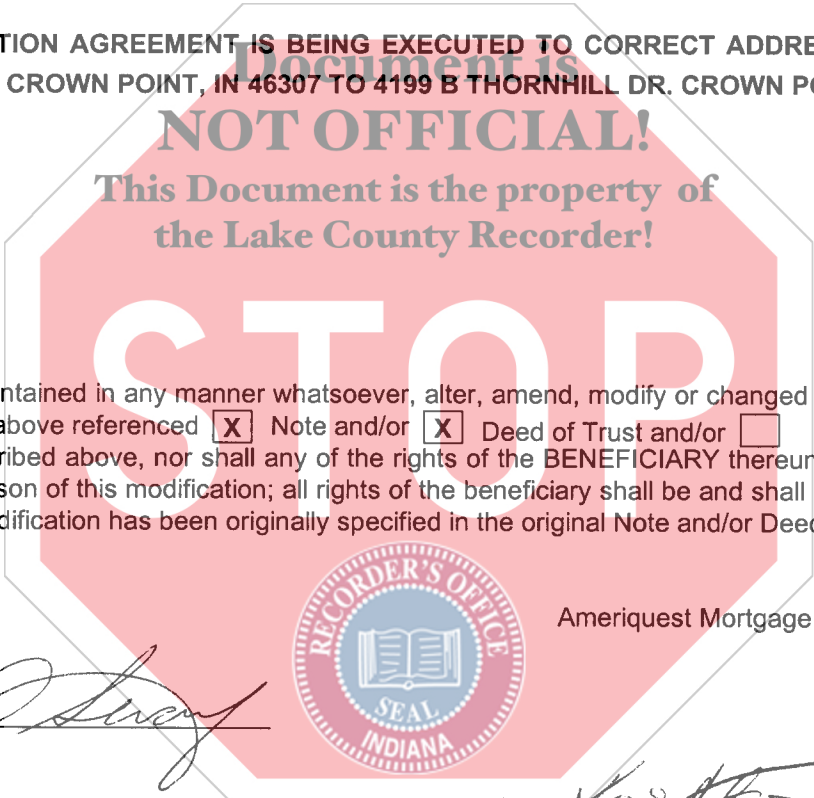 TION AGREEMENT IS BEING EXECUTED TO CORRECT ADDRE
CROWN POINT, IN 46307 TO 4199 B THORNHILL DR. CROWN PO
Document is
NOT OFFICIAL!
This Document is the property of
the Lake County Recorder!
STOP
ntained in any manner whatsoever, alter, amend, modify or changed
above referenced X Note and/or X Deed of Trust and/or
ribed above, nor shall any of the rights of the BENEFICIARY thereun
son of this modification; all rights of the beneficiary shall be and shall
dification has been originally specified in the original Note and/or Deed
RECORDER'S OFFICE
SEAL
INDIANA
Ameriquest Mortgage